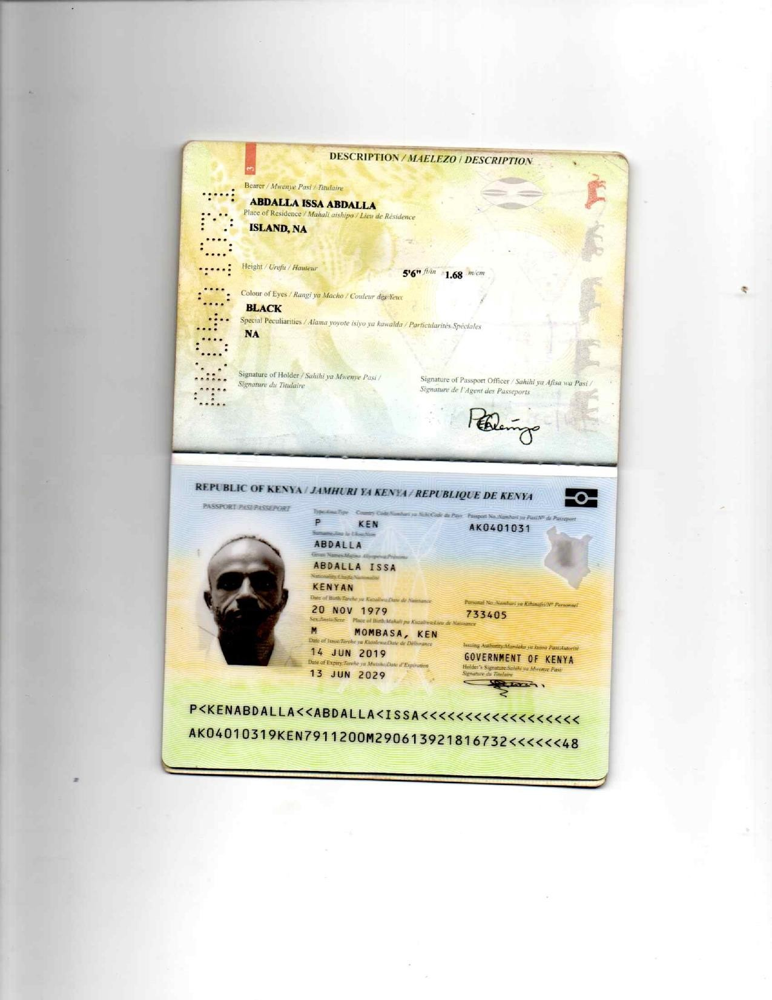 3
DESCRIPTION / MAELEZO / DESCRIPTION
Bearer / Mwenye Pasi / Titulaire
ABDALLA ISSA ABDALLA
Place of Residence / Mahali aishipo / Lieu de Résidence
ISLAND, NA
Height / Urefu / Hauteur
5'6" ft/in 1.68 m/cm
Colour of Eyes / Rangi ya Macho / Couleur des Yeux
BLACK
Special Peculiarities / Alama yoyote isiyo ya kawaida / Particularités Spéciales
NA
Signature of Holder / Sahihi ya Mwenye Pasi /
Signature du Titulaire
Signature of Passport Officer / Sahihi ya Afisa wa Pasi /
Signature de l'Agent des Passeports
AK0401031
REPUBLIC OF KENYA / JAMHURI YA KENYA / REPUBLIQUE DE KENYA
PASSPORT/PASI/PASSEPORT
Type/Aina/Type Country Code/Nambari ya Nchi/Code du Pays Passport No./Nambari ya Pasi/Nº de Passeport
P KEN AK0401031
Surname/Jina la Ukoo/Nom
ABDALLA
Given Names/Majina Aliyopewa/Prénoms
ABDALLA ISSA
Nationality/Uraifa/Nationalité
KENYAN
Date of Birth/Tarehe ya Kuzaliwa/Date de Naissance Personal No./Nambari ya Kibinafsi/Nº Personnel
20 NOV 1979 733405
Sex/Jinsia/Sexe Place of Birth/Mahali pa Kuzaliwa/Lieu de Naissance
M MOMBASA, KEN
Date of Issue/Tarehe ya Kutolewa/Date de Délivrance Issuing Authority/Mamlaka ya kutoa Pasi/Autorité
14 JUN 2019 GOVERNMENT OF KENYA
Date of Expiry/Tarehe ya Mwisho/Date d'Expiration Holder's Signature/Sahihi ya Mwenye Pasi/
Signature du Titulaire
13 JUN 2029
P<KENABDALLA<<ABDALLA<ISSA<<<<<<<<<<<<<<<<<<
AK04010319KEN7911200M290613921816732<<<<<<48